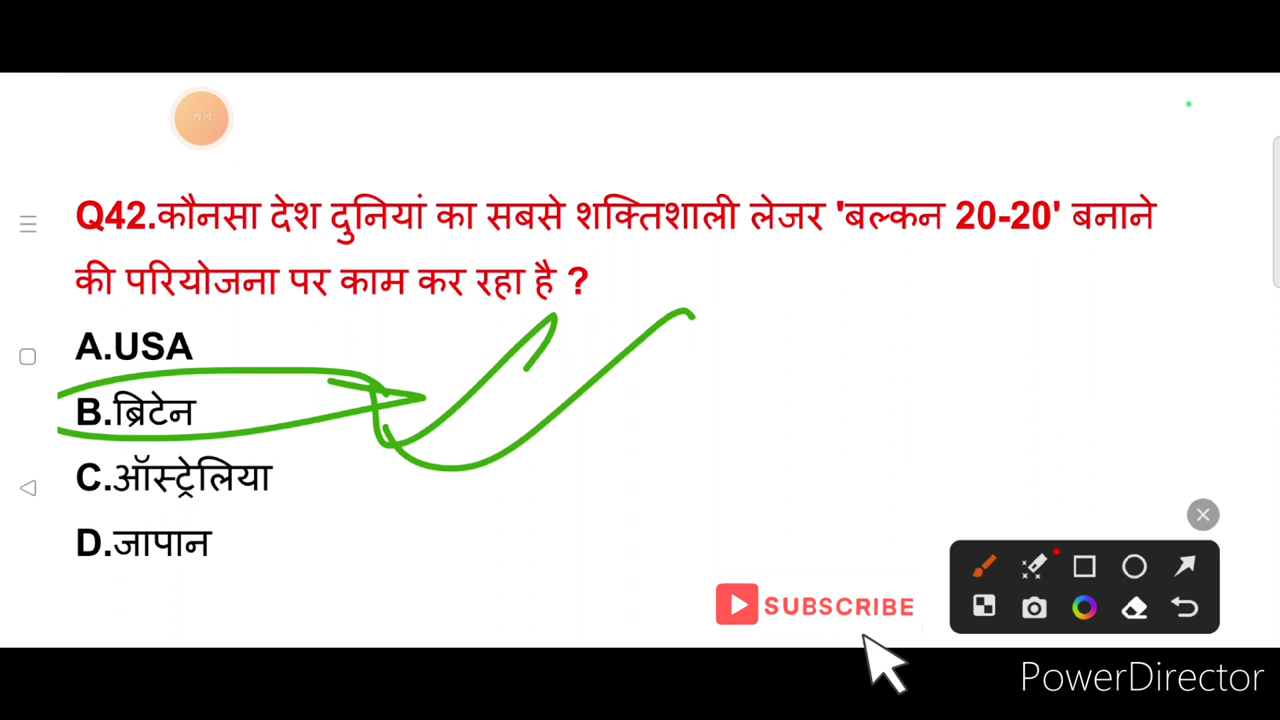 NN
Q42.कौनसा देश दुनियां का सबसे शक्तिशाली लेजर 'बल्कन 20-20' बनाने
की परियोजना पर काम कर रहा है ?
A.USA
B.ब्रिटेन
C.ऑस्ट्रेलिया
D.जापान
SUBSCRIBE
PowerDirector